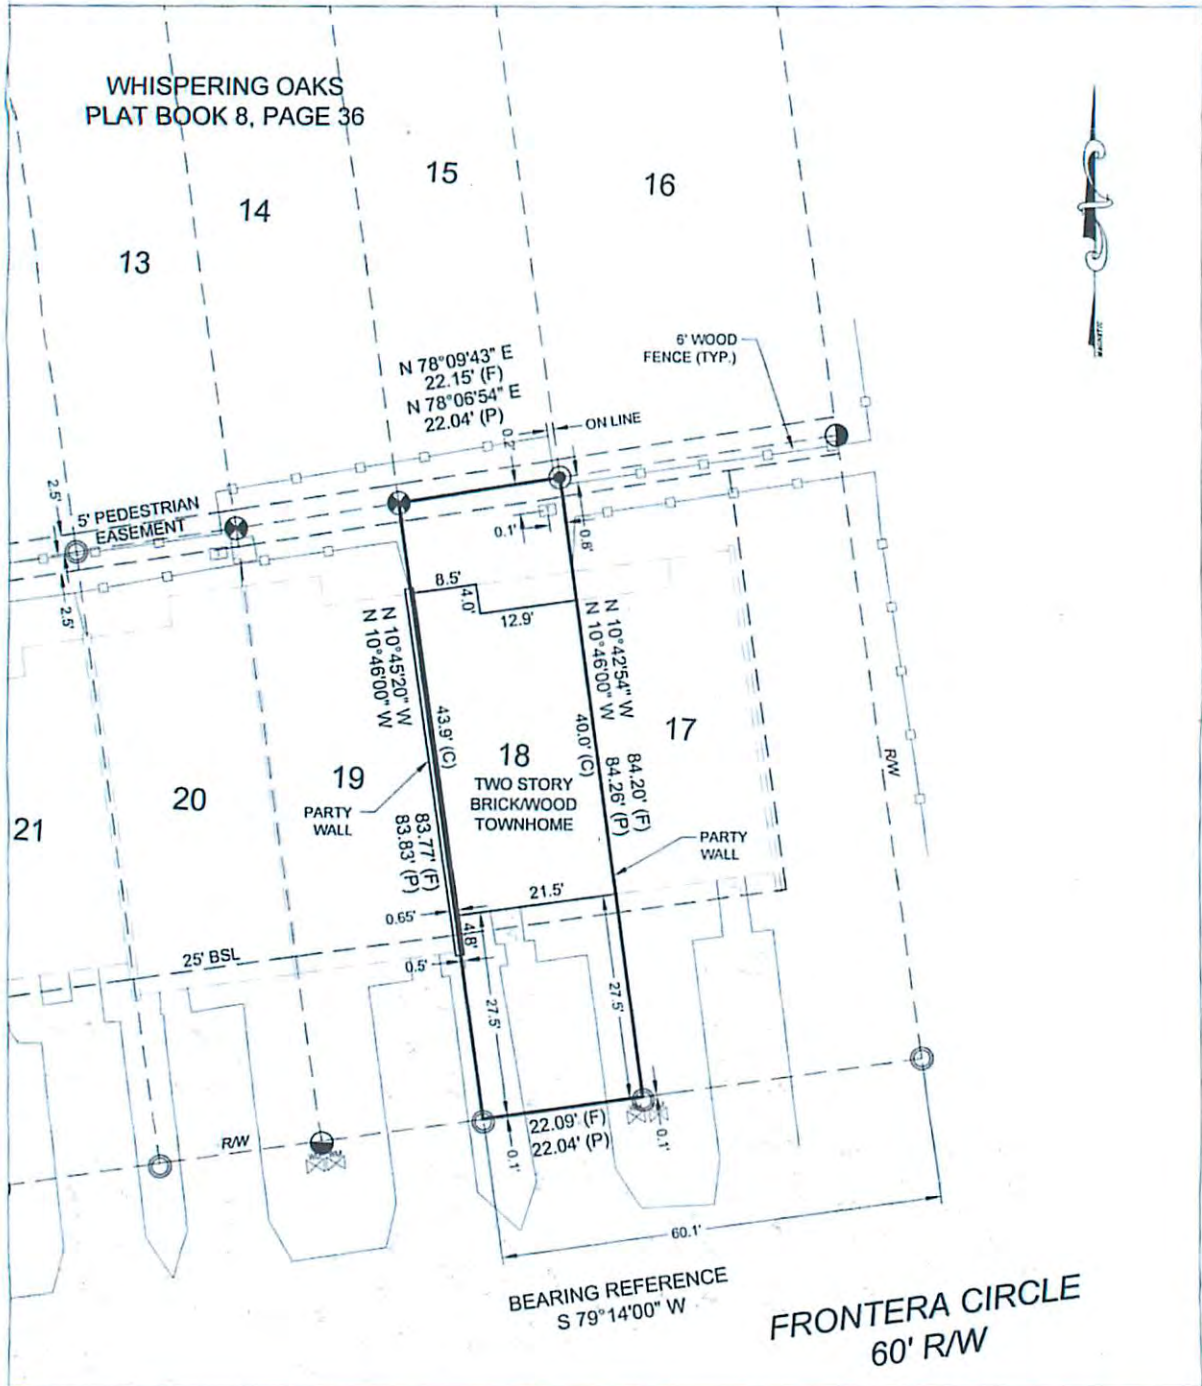 WHISPERING OAKS
PLAT BOOK 8, PAGE 36
13
14
15
16
N 78°09'43" E
22.15' (F)
N 78°06'54" E
22.04' (P)
6' WOOD
FENCE (TYP.)
ON LINE
0.2'
2.5'
5' PEDESTRIAN
EASEMENT
2.5'
0.1'
0.6'
8.5'
4.0'
12.9'
N 10°45'20" W
N 10°46'00" W
N 10°42'54" W
N 10°46'00" W
43.9' (C)
40.0' (C)
17
18
TWO STORY
BRICK/WOOD
TOWNHOME
19
20
21
PARTY
WALL
83.77' (F)
83.83' (P)
84.20' (F)
84.26' (P)
PARTY
WALL
R/W
21.5'
0.65'
4.8'
0.5'
25' BSL
27.5'
27.5'
R/W
22.09' (F)
22.04' (P)
0.1'
0.1'
60.1'
BEARING REFERENCE
S 79°14'00" W
FRONTERA CIRCLE
60' R/W